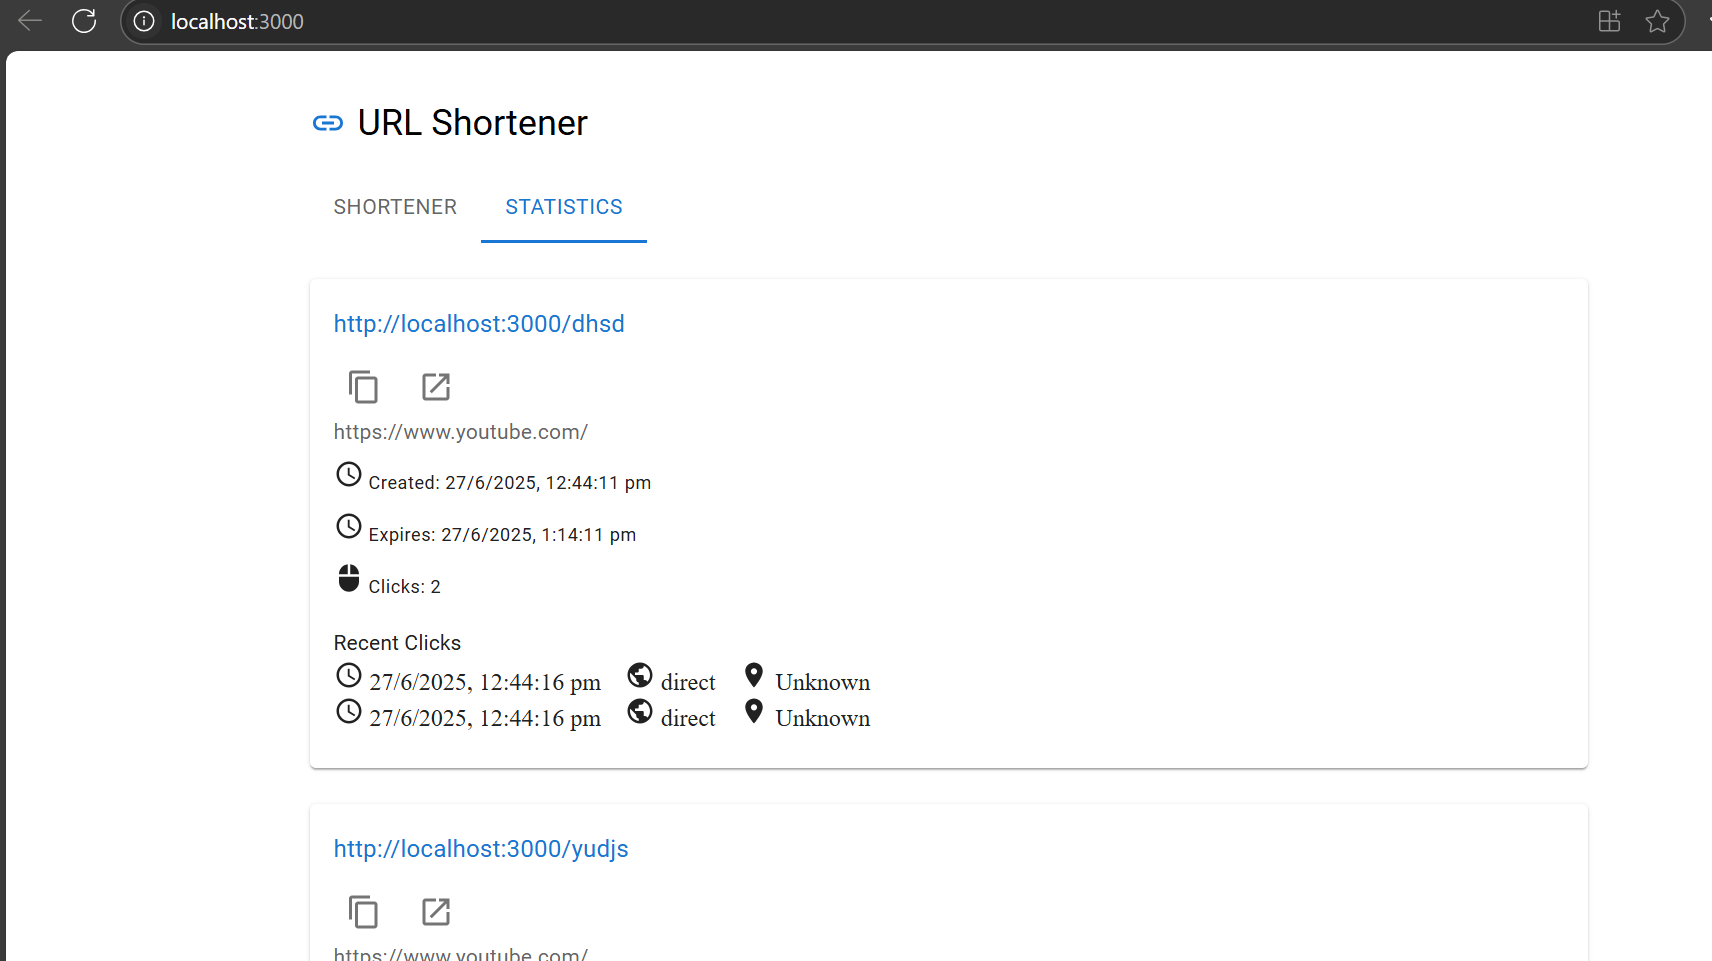 localhost:3000
URL Shortener
SHORTENER STATISTICS
http://localhost:3000/dhsd
https://www.youtube.com/
Created: 27/6/2025, 12:44:11 pm
Expires: 27/6/2025, 1:14:11 pm
Clicks: 2
Recent Clicks
27/6/2025, 12:44:16 pm direct Unknown
27/6/2025, 12:44:16 pm direct Unknown
http://localhost:3000/yudjs
https://www.youtube.com/